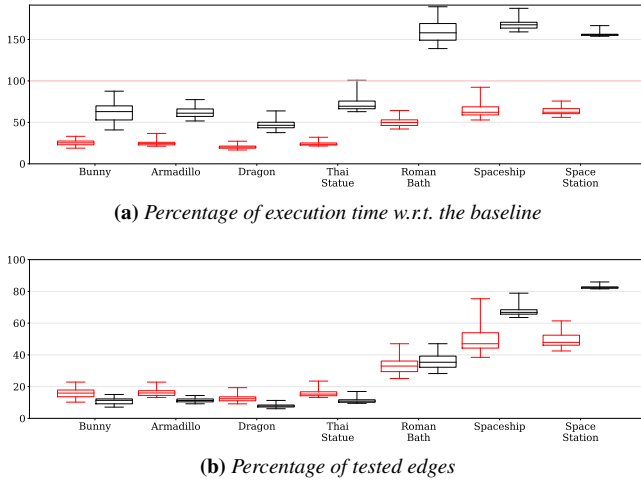 150
100
50
0
Bunny Armadillo Dragon Thai Statue Roman Bath Spaceship Space Station
(a) Percentage of execution time w.r.t. the baseline
100
80
60
40
20
0
Bunny Armadillo Dragon Thai Statue Roman Bath Spaceship Space Station
(b) Percentage of tested edges